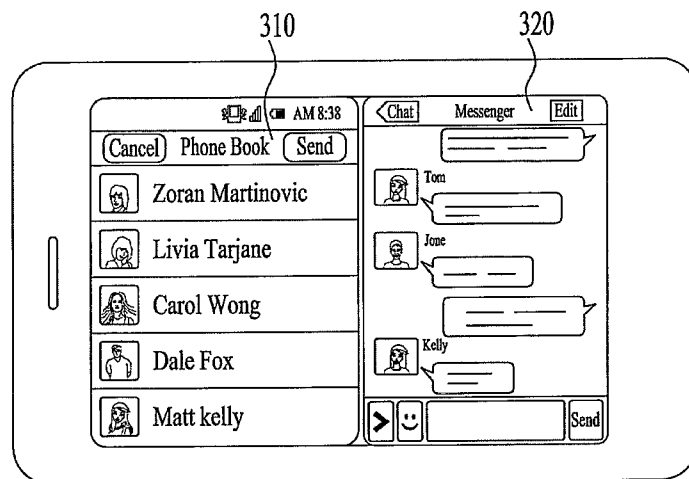 310
320
AM 8:38
Cancel Phone Book Send
Zoran Martinovic
Livia Tarjane
Carol Wong
Dale Fox
Matt kelly
Chat Messenger Edit
Tom
Jone
Kelly
Send